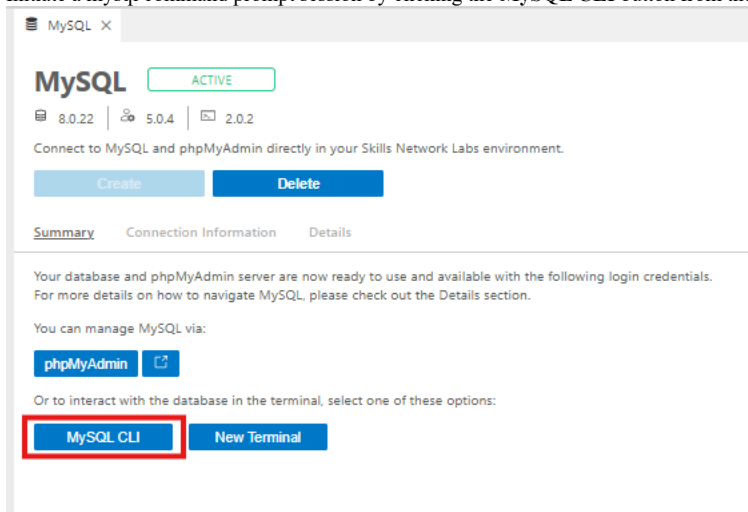 MySQL
MySQL ACTIVE
8.0.22 5.0.4 2.0.2
Connect to MySQL and phpMyAdmin directly in your Skills Network Labs environment.
Create Delete
Summary Connection Information Details
Your database and phpMyAdmin server are now ready to use and available with the following login credentials.
For more details on how to navigate MySQL, please check out the Details section.
You can manage MySQL via:
phpMyAdmin
Or to interact with the database in the terminal, select one of these options:
MySQL CLI New Terminal